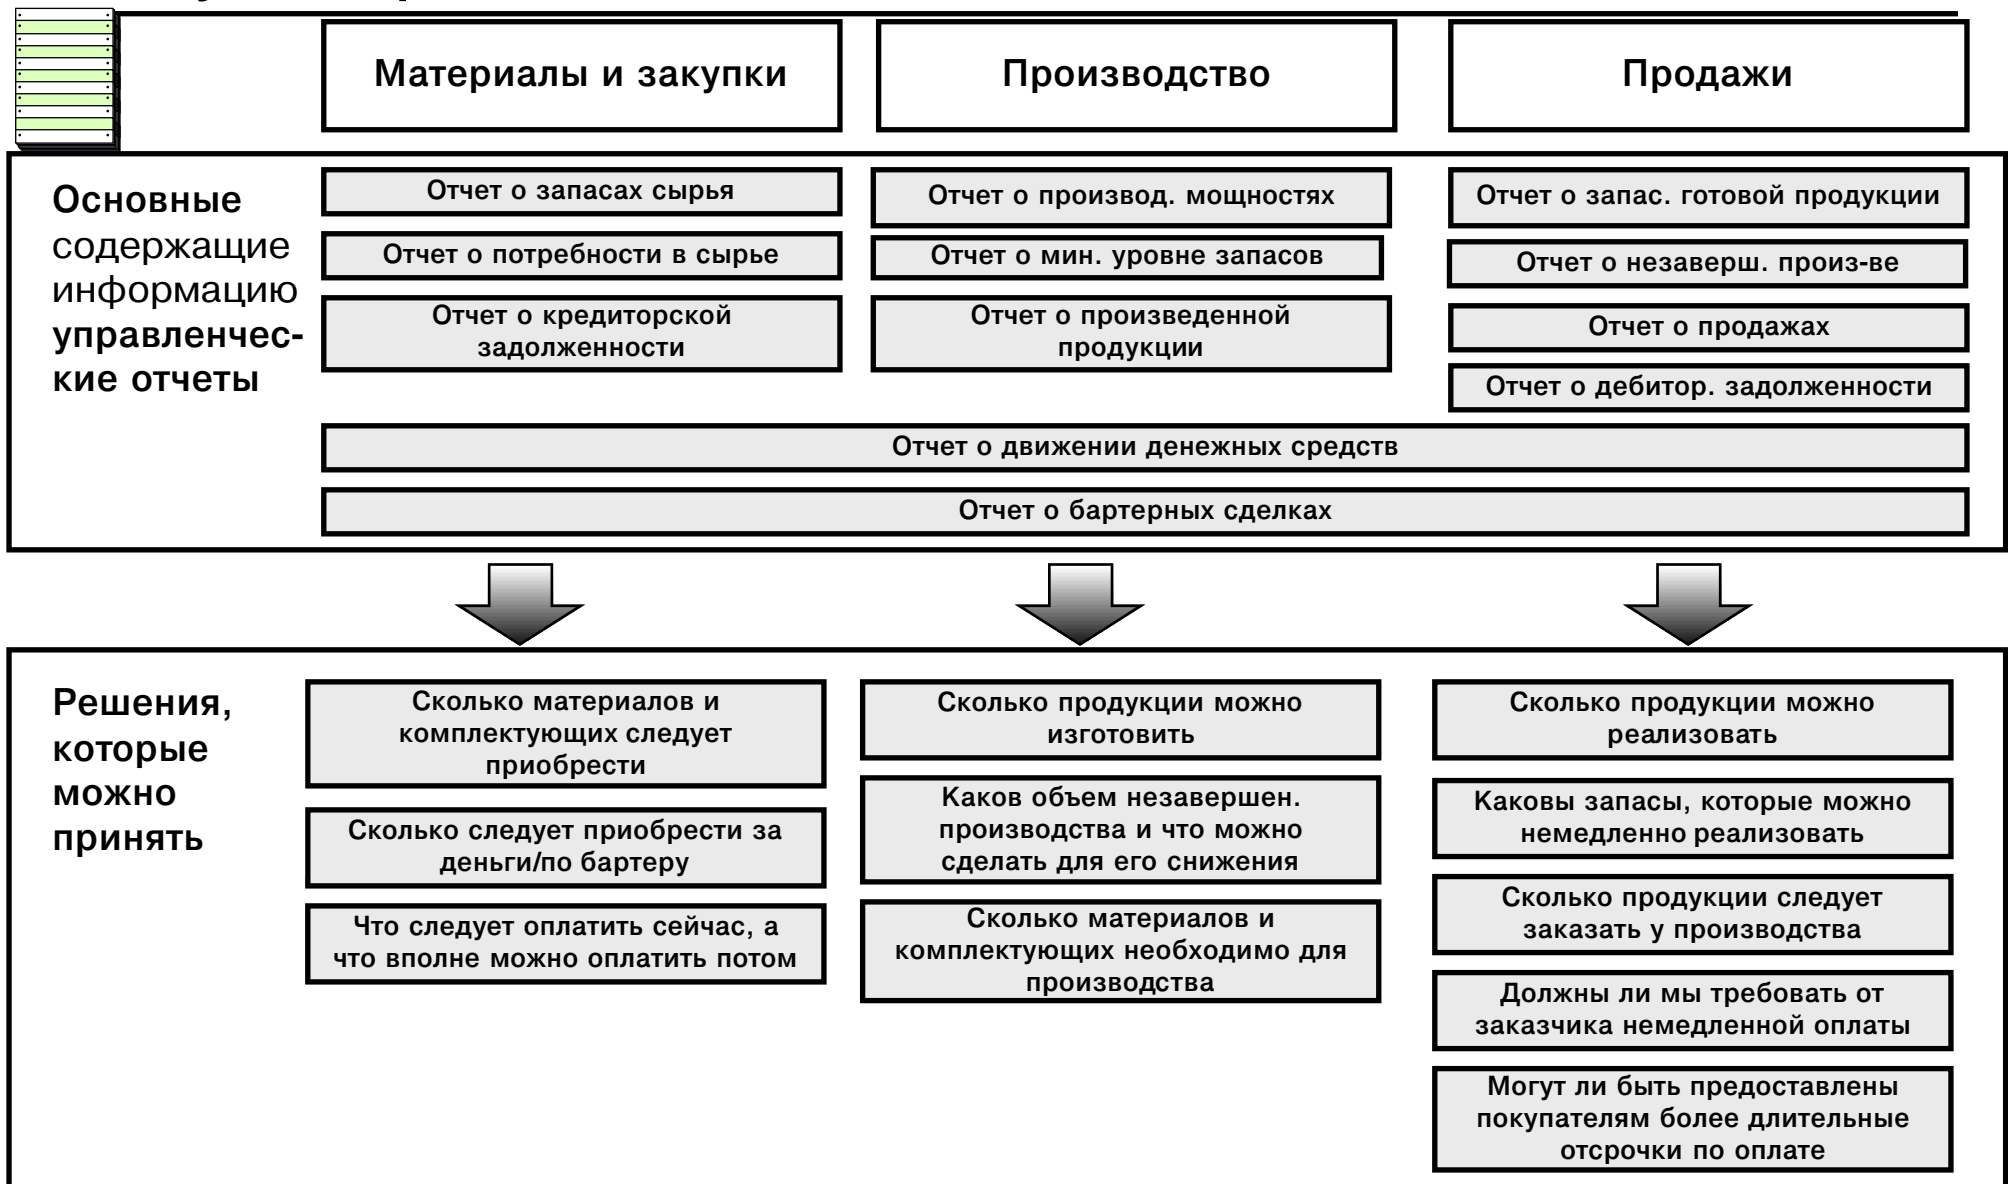 Материалы и закупки
Производство
Продажи
Основные
содержащие
информацию
управленчес-
кие отчеты
Отчет о запасах сырья
Отчет о потребности в сырье
Отчет о кредиторской
задолженности
Отчет о производ. мощностях
Отчет о мин. уровне запасов
Отчет о произведенной
продукции
Отчет о запас. готовой продукции
Отчет о незаверш. произ-ве
Отчет о продажах
Отчет о дебитор. задолженности
Отчет о движении денежных средств
Отчет о бартерных сделках
Решения,
которые
можно
принять
Сколько материалов и
комплектующих следует
приобрести
Сколько следует приобрести за
деньги/по бартеру
Что следует оплатить сейчас, а
что вполне можно оплатить потом
Сколько продукции можно
изготовить
Каков объем незавершен.
производства и что можно
сделать для его снижения
Сколько материалов и
комплектующих необходимо для
производства
Сколько продукции можно
реализовать
Каковы запасы, которые можно
немедленно реализовать
Сколько продукции следует
заказать у производства
Должны ли мы требовать от
заказчика немедленной оплаты
Могут ли быть предоставлены
покупателям более длительные
отсрочки по оплате